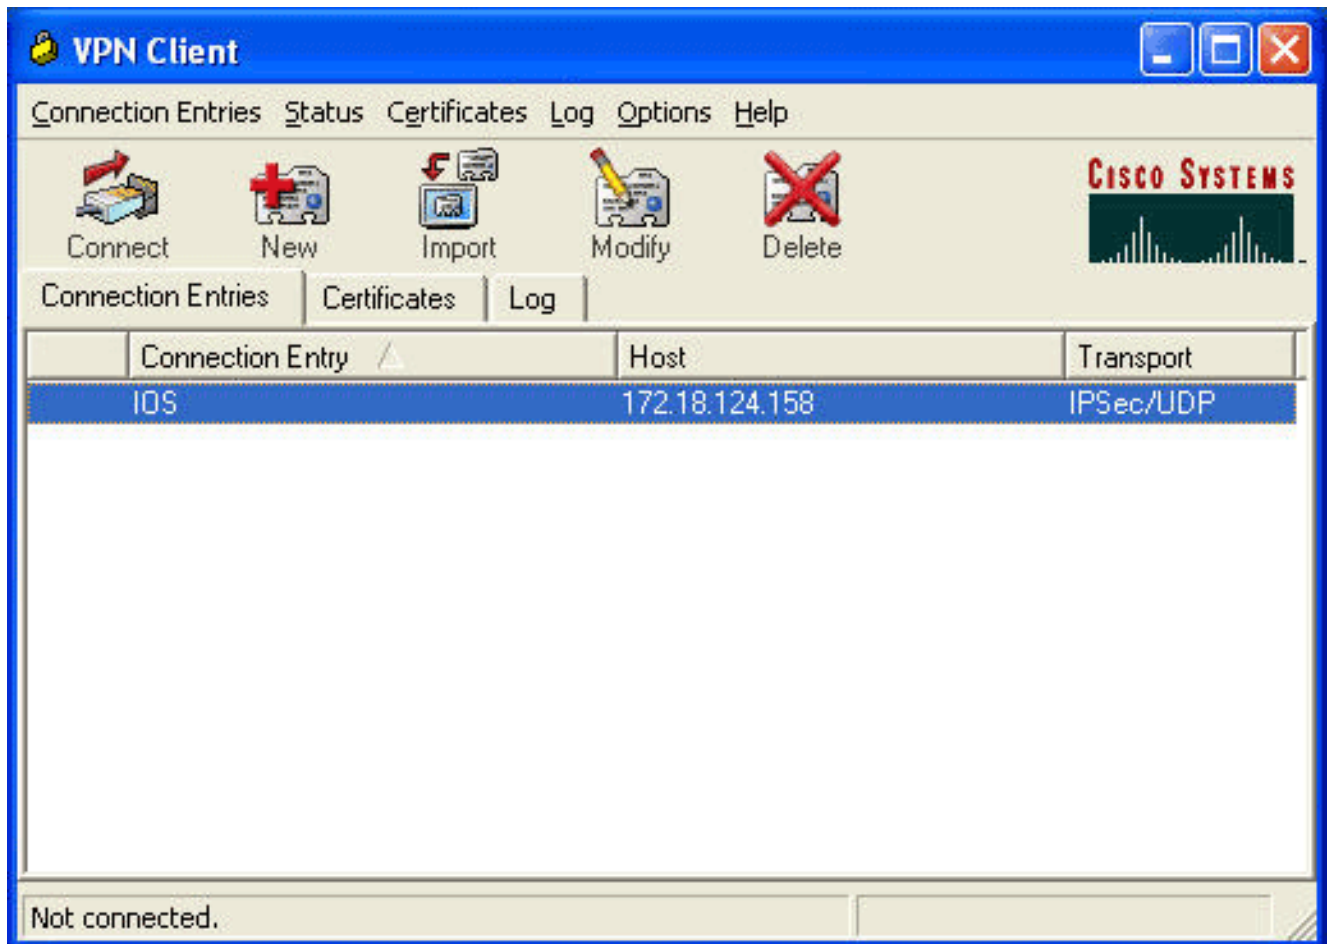 VPN Client
Connection Entries Status Certificates Log Options Help
Connect New Import Modify Delete
CISCO SYSTEMS
Connection Entries Certificates Log
Connection Entry Host Transport
IOS 172.18.124.158 IPSec/UDP
Not connected.